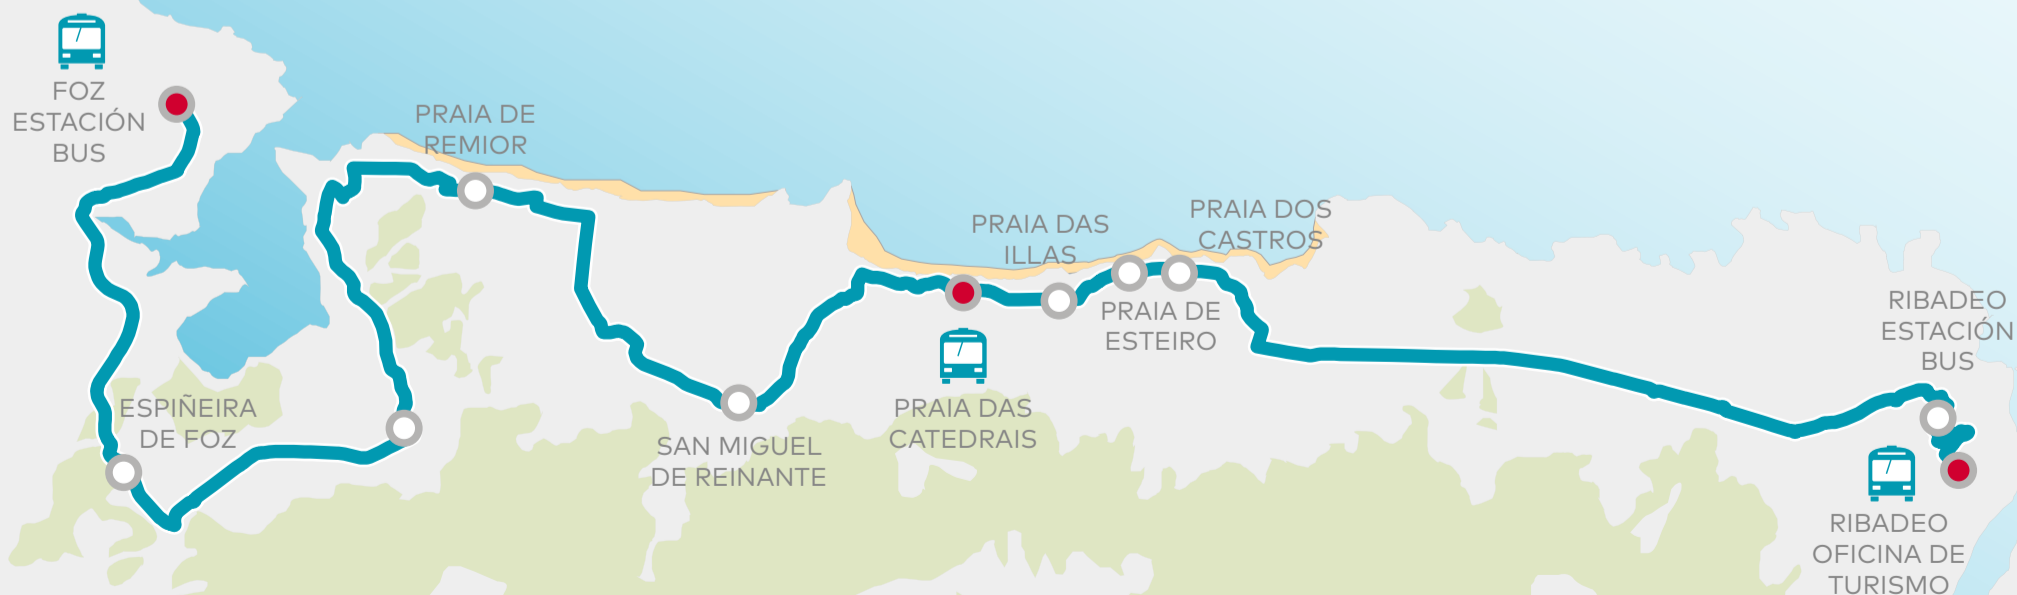 FOZ
ESTACIÓN
BUS
PRAIA DE
REMIOR
PRAIA DAS
ILLAS
PRAIA DOS
CASTROS
PRAIA DE
ESTEIRO
RIBADEO
ESTACIÓN
BUS
ESPIÑEIRA
DE FOZ
SAN MIGUEL
DE REINANTE
PRAIA DAS
CATEDRAIS
RIBADEO
OFICINA DE
TURISMO